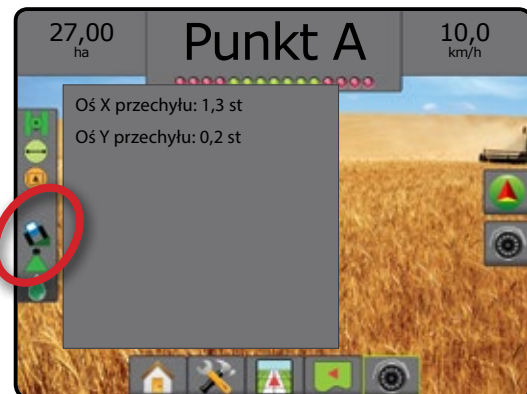 27,00
ha
Punkt A
10,0
km/h
Oś X przechyłu: 1,3 st
Oś Y przechyłu: 0,2 st